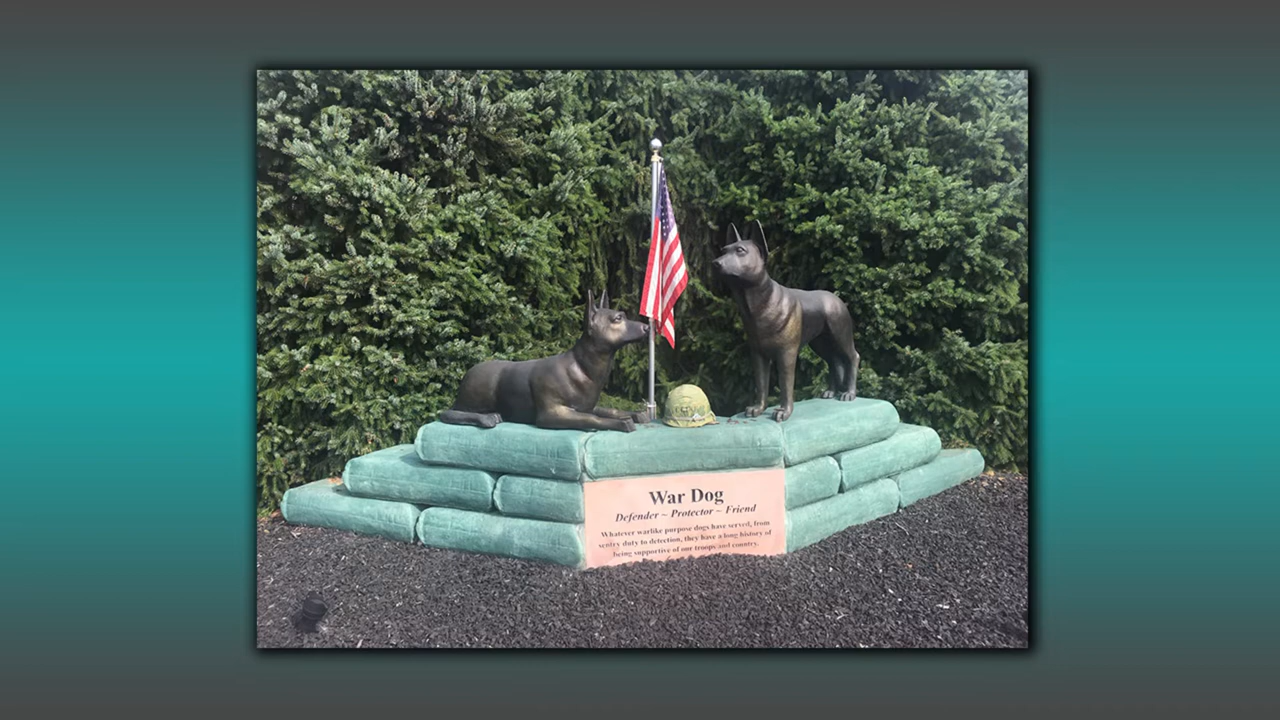 War Dog
Defender ~ Protector ~ Friend
Whatever warlike purpose dogs have served, from
sentry duty to detection, they have a long history of
being supportive of our troops and country.